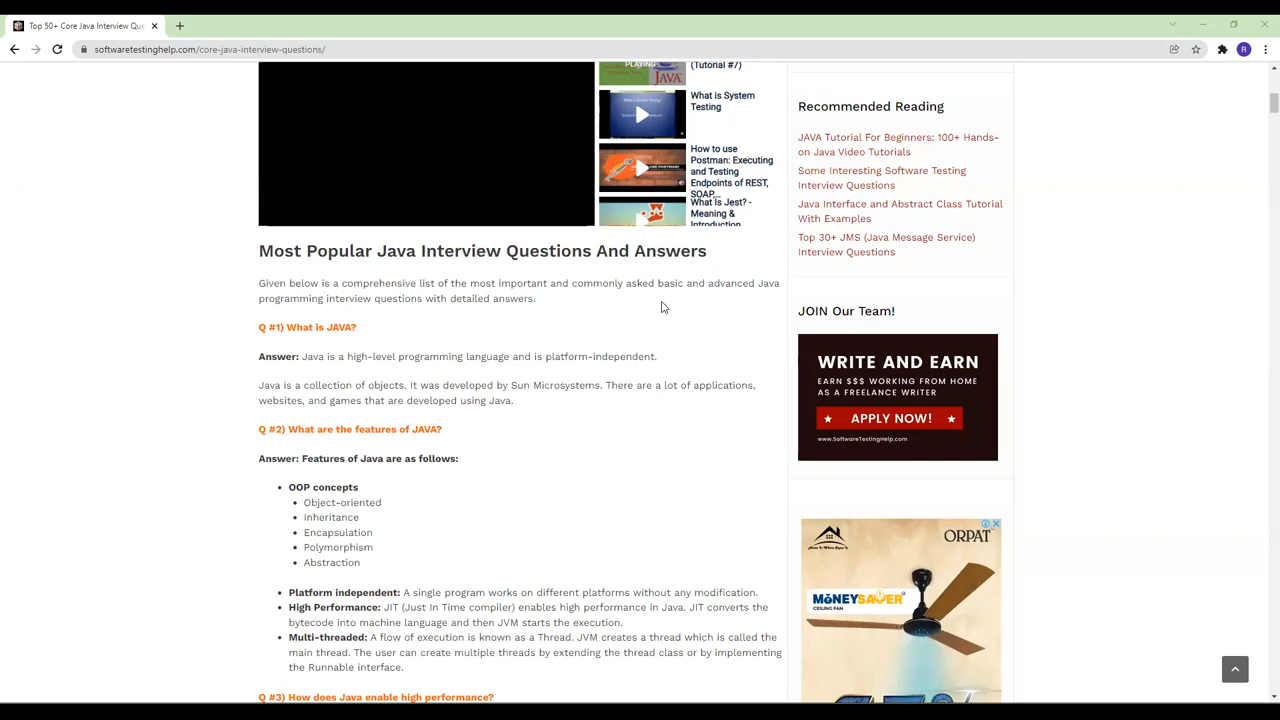 Top 50+ Core Java Interview Que
softwaretestinghelp.com/core-java-interview-questions/
R
PLAYING
JAVA
(Tutorial #7)
What is System
Testing
How to use
Postman: Executing
and Testing
Endpoints of REST,
SOAP,...
What is Jest? -
Meaning &
Introduction
Most Popular Java Interview Questions And Answers
Given below is a comprehensive list of the most important and commonly asked basic and advanced Java
programming interview questions with detailed answers.
Q #1) What is JAVA?
Answer: Java is a high-level programming language and is platform-independent.
Java is a collection of objects. It was developed by Sun Microsystems. There are a lot of applications,
websites, and games that are developed using Java.
Q #2) What are the features of JAVA?
Answer: Features of Java are as follows:
• OOP concepts
• Object-oriented
• Inheritance
• Encapsulation
• Polymorphism
• Abstraction
• Platform independent: A single program works on different platforms without any modification.
• High Performance: JIT (Just In Time compiler) enables high performance in Java. JIT converts the
bytecode into machine language and then JVM starts the execution.
• Multi-threaded: A flow of execution is known as a Thread. JVM creates a thread which is called the
main thread. The user can create multiple threads by extending the thread class or by implementing
the Runnable interface.
Q #3) How does Java enable high performance?
Recommended Reading
JAVA Tutorial For Beginners: 100+ Hands-
on Java Video Tutorials
Some Interesting Software Testing
Interview Questions
Java Interface and Abstract Class Tutorial
With Examples
Top 30+ JMS (Java Message Service)
Interview Questions
JOIN Our Team!
WRITE AND EARN
EARN $$$ WORKING FROM HOME
AS A FREELANCE WRITER
APPLY NOW!
www.SoftwareTestingHelp.com
ORPAT
MONEYSAVER
CEILING FAN